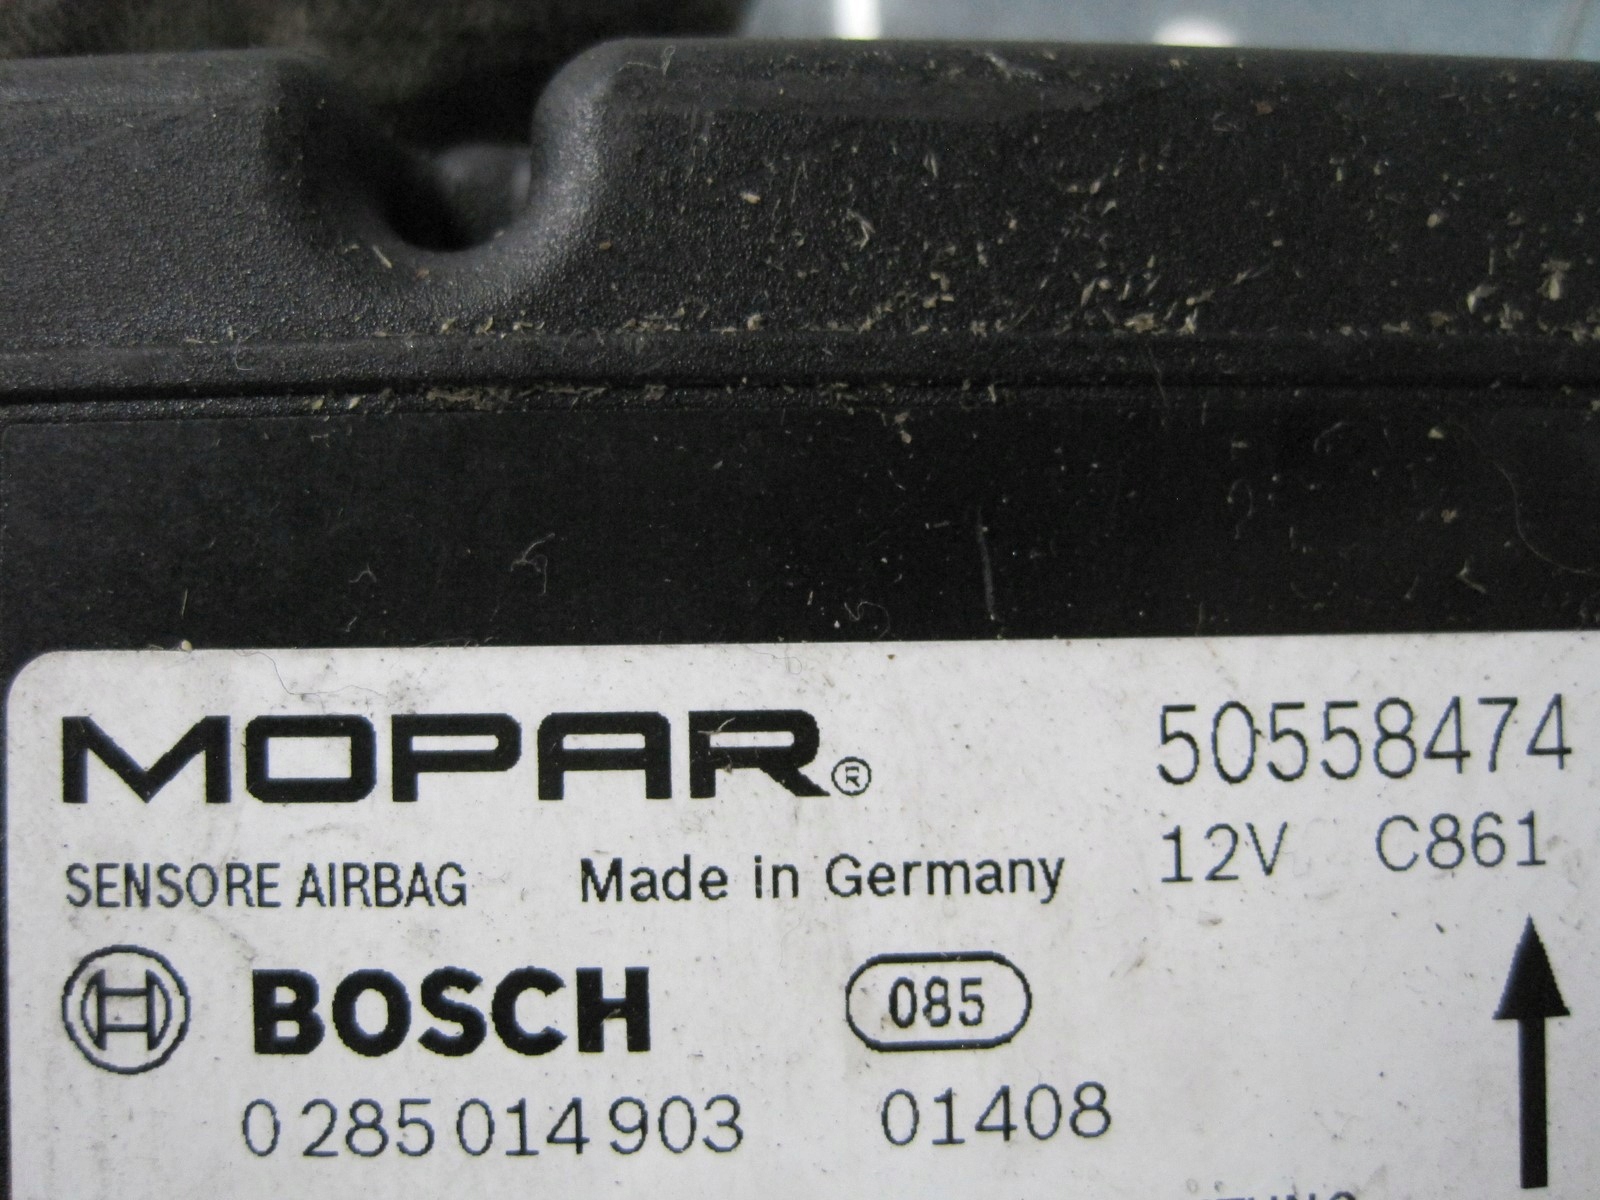 MOPAR® 50558474
12V C861
SENSORE AIRBAG Made in Germany
BOSCH 085
0 285 014 903 01408